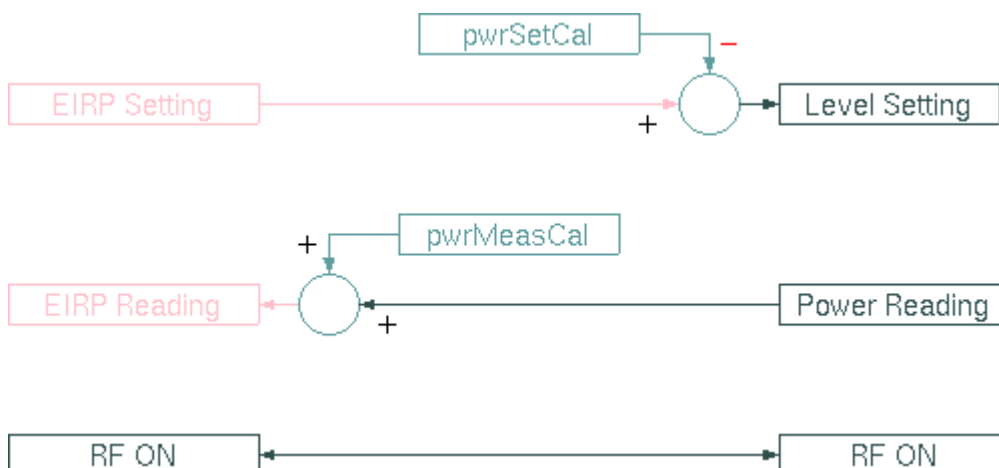 pwrSetCal
−
EIRP Setting
+
Level Setting
+
pwrMeasCal
EIRP Reading
+
Power Reading
RF ON
RF ON